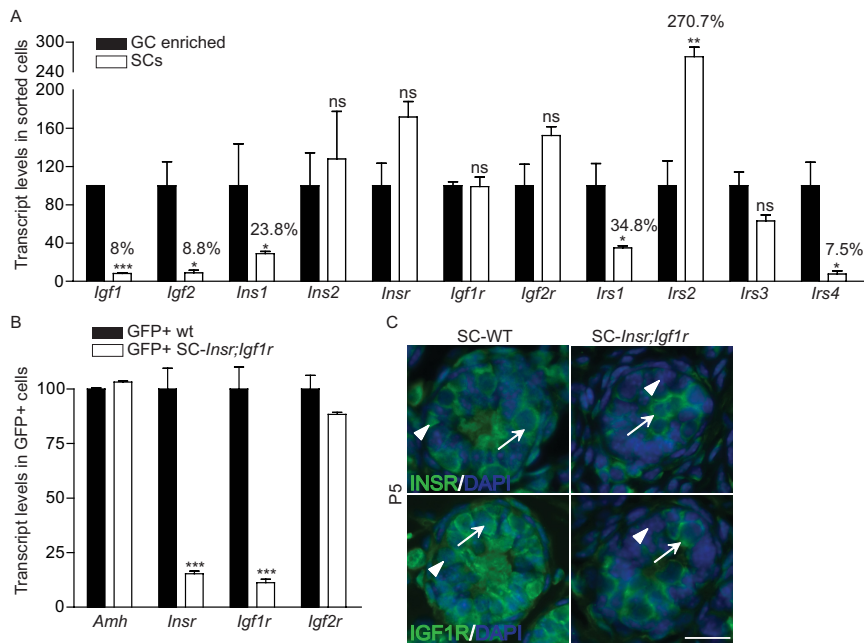 A
GC enriched
SCs
Transcript levels in sorted cells
300
240
200
160
120
80
40
0
8%
***
8.8%
*
23.8%
*
ns
ns
ns
ns
34.8%
*
270.7%
**
ns
7.5%
*
Igf1 Igf2 Ins1 Ins2 Insr Igf1r Igf2r Irs1 Irs2 Irs3 Irs4
B
GFP+ wt
GFP+ SC-Insr;Igf1r
Transcript levels in GFP+ cells
100
75
50
25
0
***
***
Amh Insr Igf1r Igf2r
C
SC-WT SC-Insr;Igf1r
P5
INSR/DAPI
IGF1R/DAPI